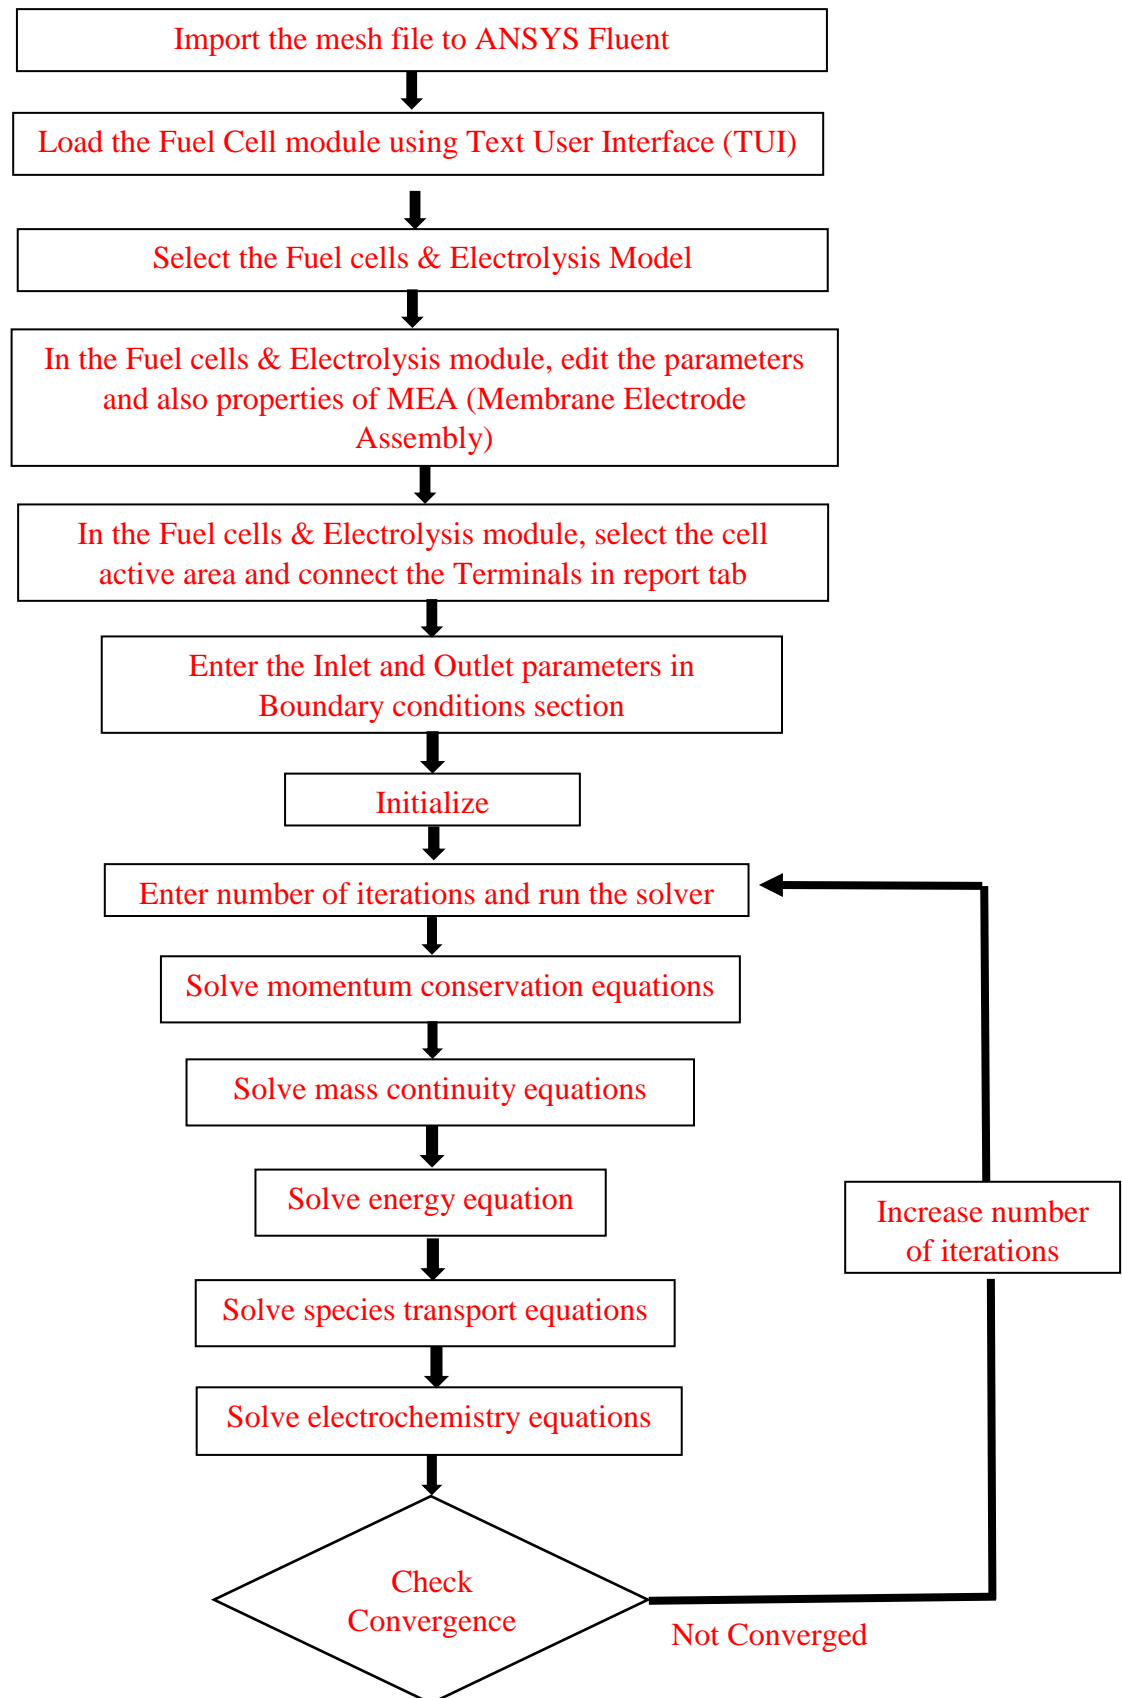 Import the mesh file to ANSYS Fluent
Load the Fuel Cell module using Text User Interface (TUI)
Select the Fuel cells & Electrolysis Model
In the Fuel cells & Electrolysis module, edit the parameters
and also properties of MEA (Membrane Electrode
Assembly)
In the Fuel cells & Electrolysis module, select the cell
active area and connect the Terminals in report tab
Enter the Inlet and Outlet parameters in
Boundary conditions section
Initialize
Enter number of iterations and run the solver
Solve momentum conservation equations
Solve mass continuity equations
Solve energy equation
Increase number
of iterations
Solve species transport equations
Solve electrochemistry equations
Check
Convergence
Not Converged